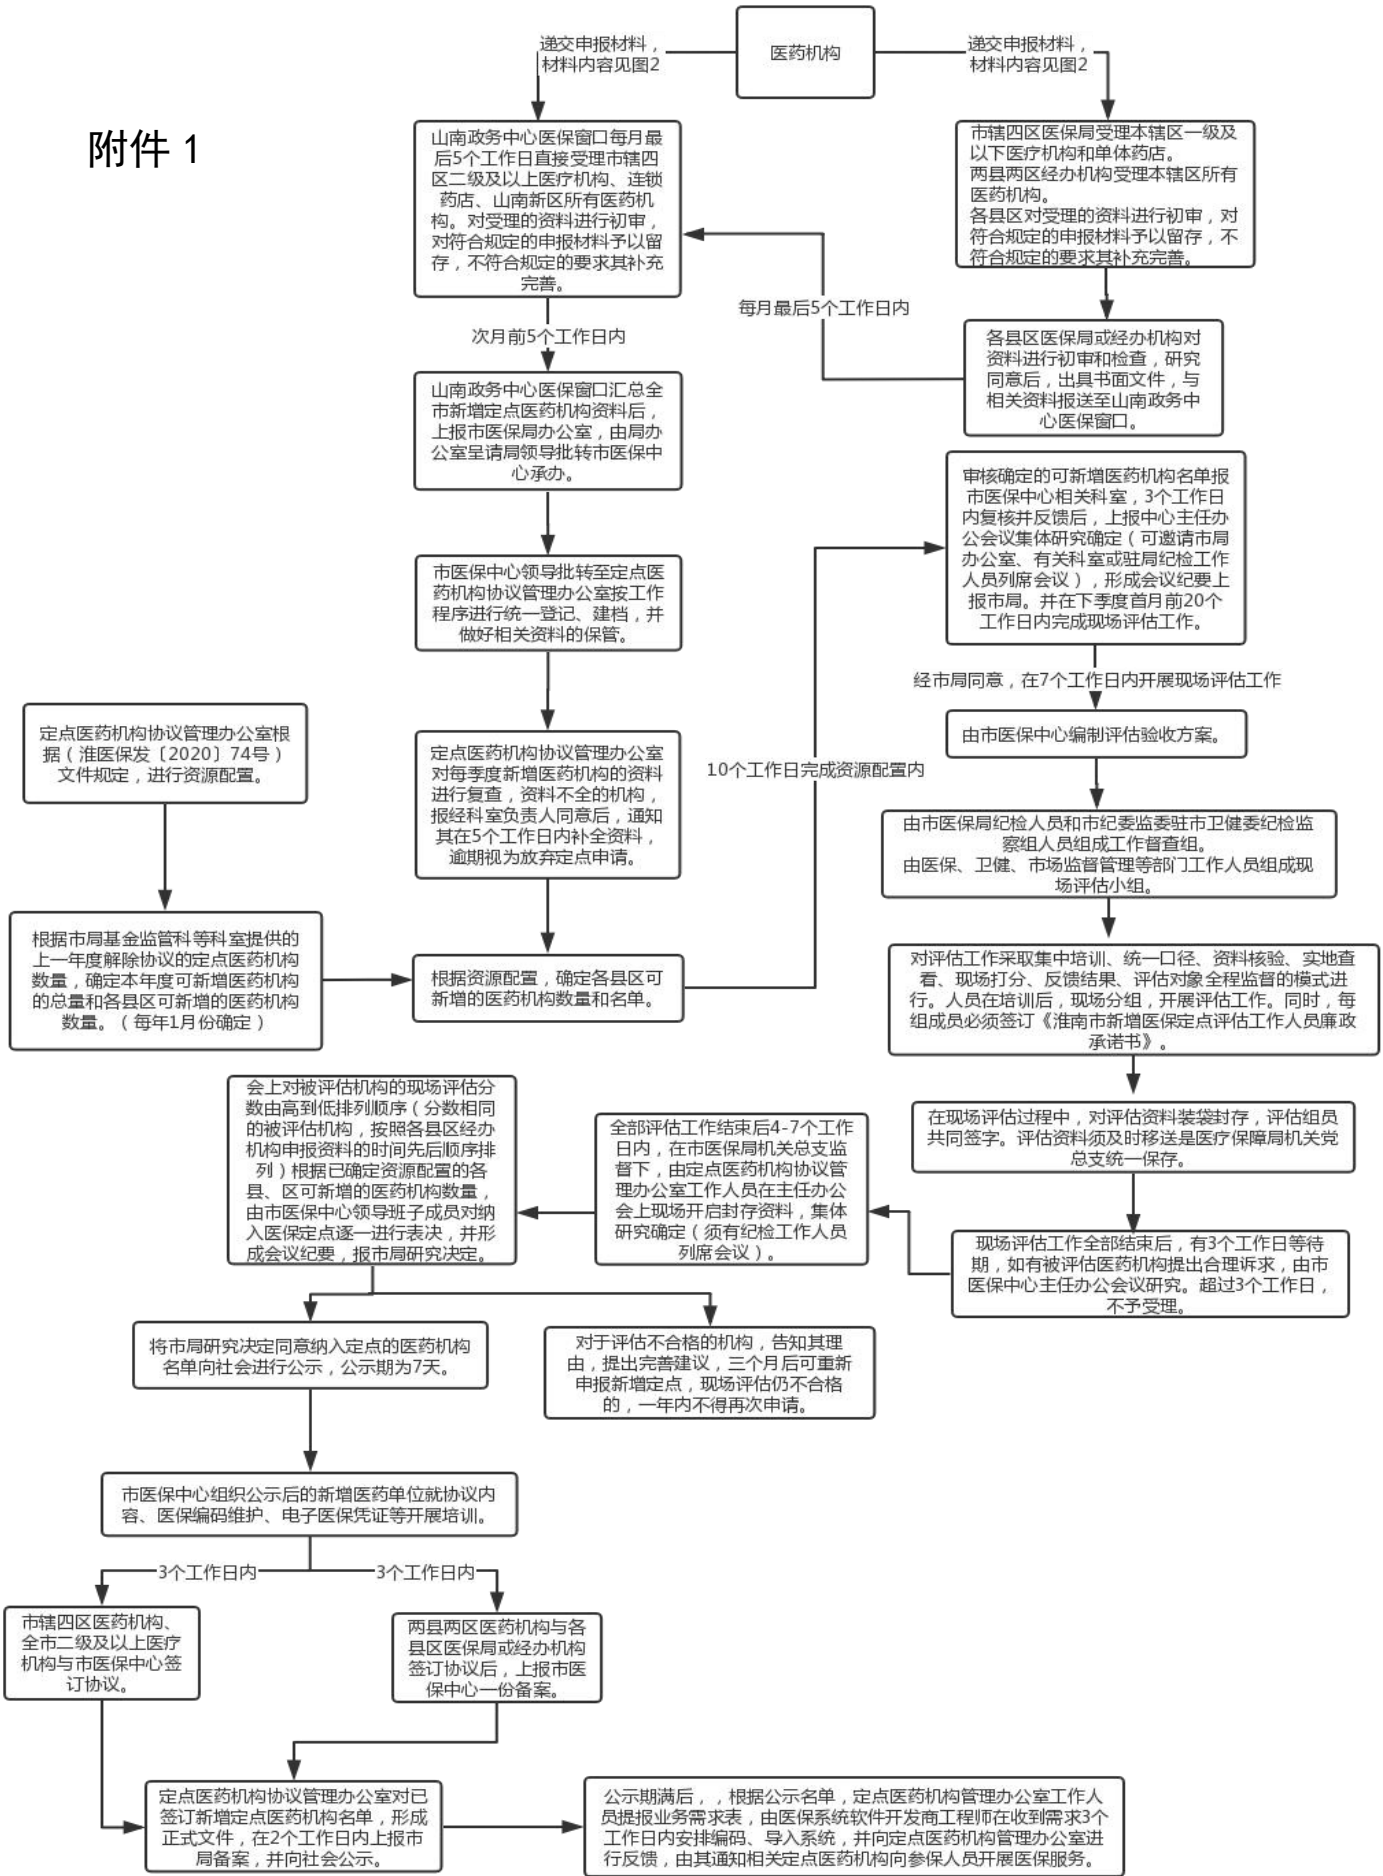 医药机构
递交申报材料，
材料内容见图2
递交申报材料，
材料内容见图2
附件 1
山南政务中心医保窗口每月最
后5个工作日直接受理市辖四
区二级及以上医疗机构、连锁
药店、山南新区所有医药机
构。对受理的资料进行初审，
对符合规定的申报材料予以留
存，不符合规定的要求其补充
完善。
市辖四区医保局受理本辖区一级及
以下医疗机构和单体药店。
两县两区经办机构受理本辖区所有
医药机构。
各县区对受理的资料进行初审，对
符合规定的申报材料予以留存，不
符合规定的要求其补充完善。
每月最后5个工作日内
次月前5个工作日内
各县区医保局或经办机构对
资料进行初审和检查，研究
同意后，出具书面文件，与
相关资料报送至山南政务中
心医保窗口。
山南政务中心医保窗口汇总全
市新增定点医药机构资料后，
上报市医保局办公室，由局办
公室呈请局领导批转市医保中
心承办。
市医保中心领导批转至定点医
药机构协议管理办公室按工作
程序进行统一登记、建档，并
做好相关资料的保管。
定点医药机构协议管理办公室
对每季度新增医药机构的资料
进行复查，资料不全的机构，
报经科室负责人同意后，通知
其在5个工作日内补全资料，
逾期视为放弃定点申请。
定点医药机构协议管理办公室根
据（淮医保发〔2020〕74号）
文件规定，进行资源配置。
根据市局基金监管科等科室提供的
上一年度解除协议的定点医药机构
数量，确定本年度可新增医药机构
的总量和各县区可新增的医药机构
数量。（每年1月份确定）
根据资源配置，确定各县区可
新增的医药机构数量和名单。
10个工作日完成资源配置内
审核确定的可新增医药机构名单报
市医保中心相关科室，3个工作日
内复核并反馈后，上报中心主任办
公会议集体研究确定（可邀请市局
办公室、有关科室或驻局纪检工作
人员列席会议），形成会议纪要上
报市局。并在下季度首月前20个
工作日内完成现场评估工作。
经市局同意，在7个工作日内开展现场评估工作
由市医保中心编制评估验收方案。
由市医保局纪检人员和市纪委监委驻市卫健委纪检监
察组人员组成工作督查组。
由医保、卫健、市场监督管理等部门工作人员组成现
场评估小组。
对评估工作采取集中培训、统一口径、资料核验、实地查
看、现场打分、反馈结果、评估对象全程监督的模式进
行。人员在培训后，现场分组，开展评估工作。同时，每
组成员必须签订《淮南市新增医保定点评估工作人员廉政
承诺书》。
在现场评估过程中，对评估资料装袋封存，评估组员
共同签字。评估资料须及时移送是医疗保障局机关党
总支统一保存。
现场评估工作全部结束后，有3个工作日等待
期，如有被评估医药机构提出合理诉求，由市
医保中心主任办公会议研究。超过3个工作日，
不予受理。
全部评估工作结束后4-7个工作
日内，在市医保局机关总支监
督下，由定点医药机构协议管
理办公室工作人员在主任办公
会上现场开启封存资料，集体
研究确定（须有纪检工作人员
列席会议）。
会上对被评估机构的现场评估分
数由高到低排列顺序（分数相同
的被评估机构，按照各县区经办
机构申报资料的时间先后顺序排
列）根据已确定资源配置的各
县、区可新增的医药机构数量，
由市医保中心领导班子成员对纳
入医保定点逐一进行表决，并形
成会议纪要，报市局研究决定。
将市局研究决定同意纳入定点的医药机构
名单向社会进行公示，公示期为7天。
对于评估不合格的机构，告知其理
由，提出完善建议，三个月后可重新
申报新增定点，现场评估仍不合格
的，一年内不得再次申请。
市医保中心组织公示后的新增医药单位就协议内
容、医保编码维护、电子医保凭证等开展培训。
3个工作日内
3个工作日内
市辖四区医药机构、
全市二级及以上医疗
机构与市医保中心签
订协议。
两县两区医药机构与各
县区医保局或经办机构
签订协议后，上报市医
保中心一份备案。
定点医药机构协议管理办公室对已
签订新增定点医药机构名单，形成
正式文件，在2个工作日内上报市
局备案，并向社会公示。
公示期满后，，根据公示名单，定点医药机构管理办公室工作人
员提报业务需求表，由医保系统软件开发商工程师在收到需求3个
工作日内安排编码、导入系统，并向定点医药机构管理办公室进
行反馈，由其通知相关定点医药机构向参保人员开展医保服务。